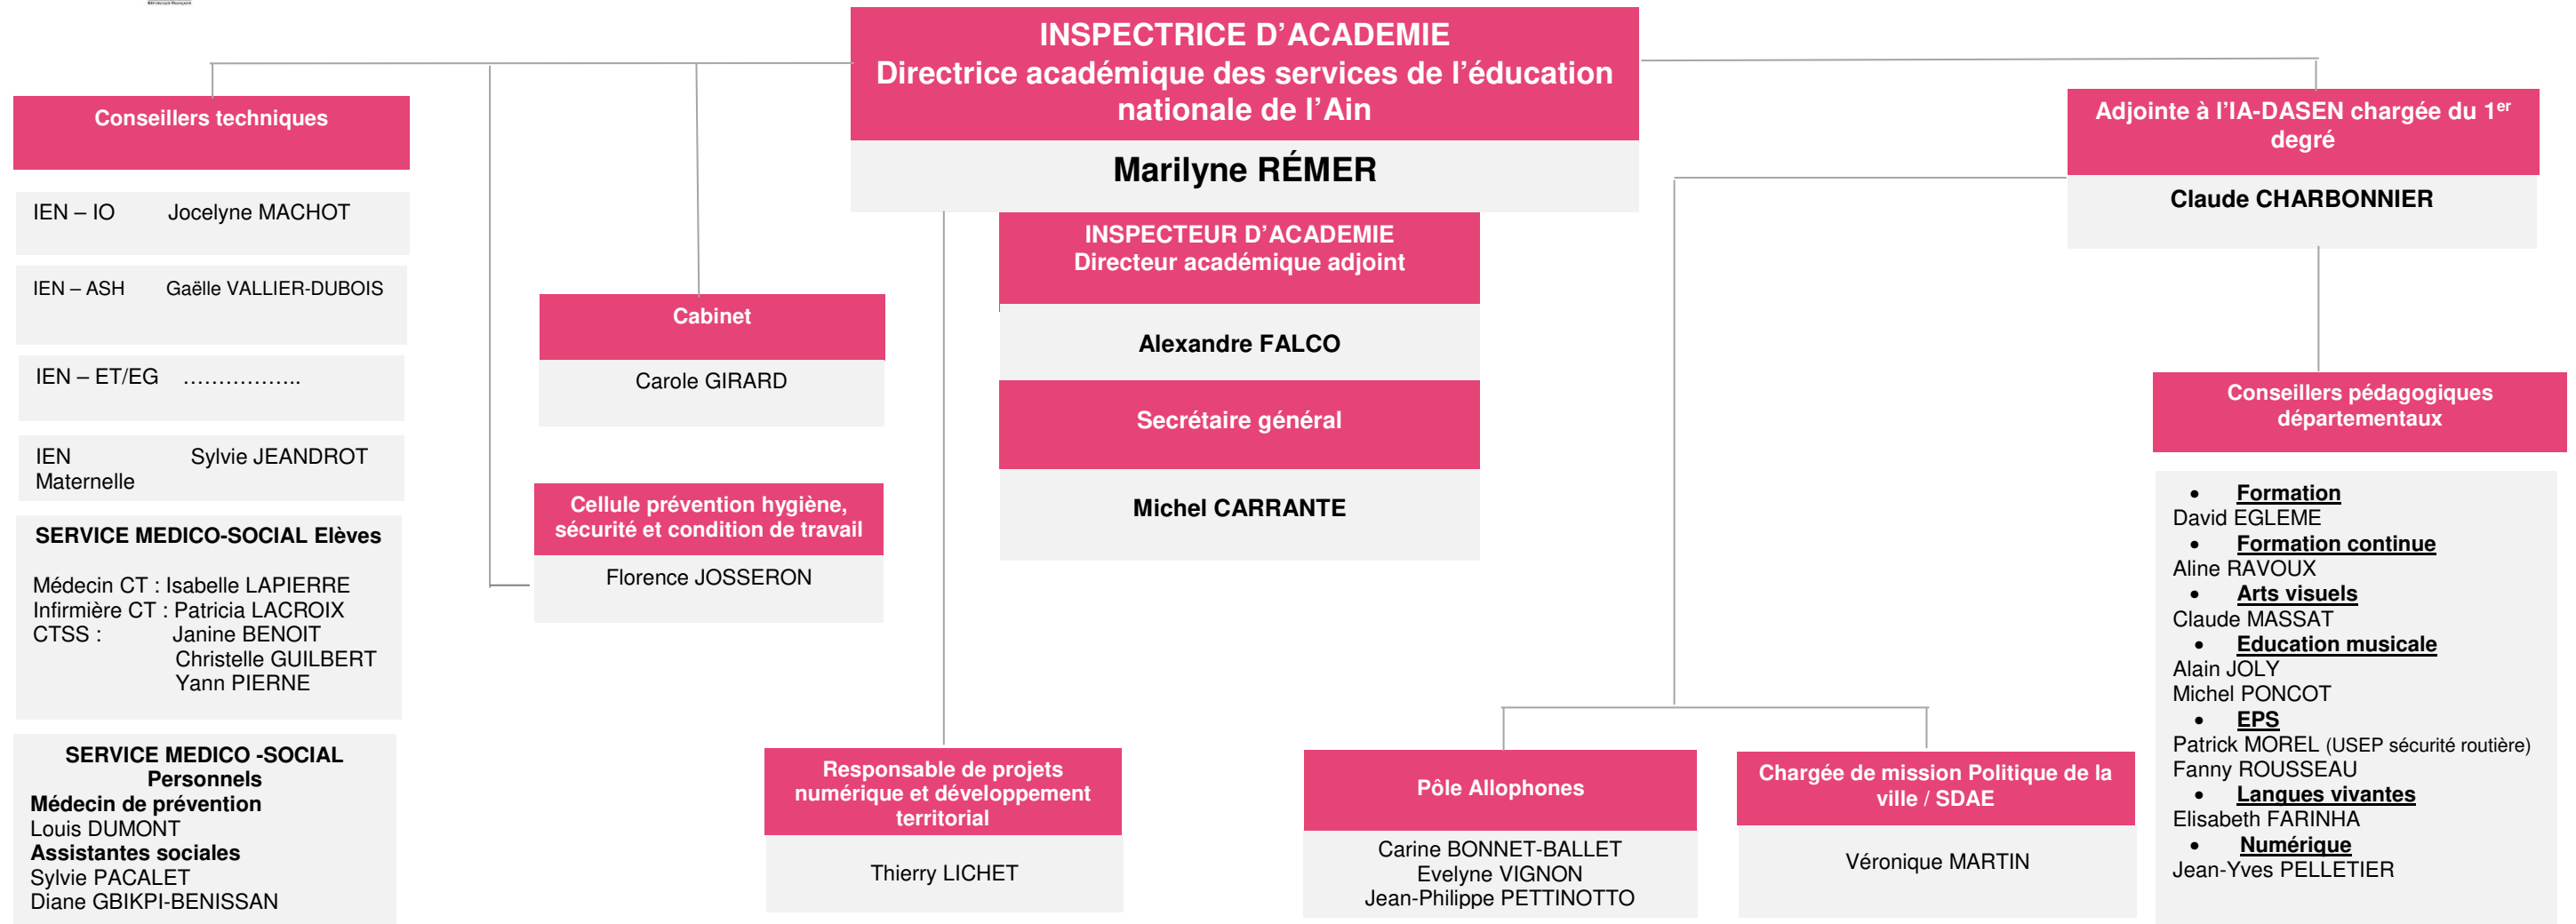 INSPECTRICE D'ACADEMIE
Directrice académique des services de l'éducation
nationale de l'Ain
Marilyne RÉMER
INSPECTEUR D'ACADEMIE
Directeur académique adjoint
Alexandre FALCO
Secrétaire général
Michel CARRANTE
Conseillers techniques
IEN – IO Jocelyne MACHOT
IEN – ASH Gaëlle VALLIER-DUBOIS
IEN – ET/EG ……………..
IEN Sylvie JEANDROT
Maternelle
SERVICE MEDICO-SOCIAL Elèves
Médecin CT : Isabelle LAPIERRE
Infirmière CT : Patricia LACROIX
CTSS : Janine BENOIT
Christelle GUILBERT
Yann PIERNE
SERVICE MEDICO -SOCIAL
Personnels
Médecin de prévention
Louis DUMONT
Assistantes sociales
Sylvie PACALET
Diane GBIKPI-BENISSAN
Cabinet
Carole GIRARD
Cellule prévention hygiène,
sécurité et condition de travail
Florence JOSSERON
Responsable de projets
numérique et développement
territorial
Thierry LICHET
Adjointe à l'IA-DASEN chargée du 1er
degré
Claude CHARBONNIER
Pôle Allophones
Carine BONNET-BALLET
Evelyne VIGNON
Jean-Philippe PETTINOTTO
Chargée de mission Politique de la
ville / SDAE
Véronique MARTIN
Conseillers pédagogiques
départementaux
• Formation
David EGLEME
• Formation continue
Aline RAVOUX
• Arts visuels
Claude MASSAT
• Education musicale
Alain JOLY
Michel PONCOT
• EPS
Patrick MOREL (USEP sécurité routière)
Fanny ROUSSEAU
• Langues vivantes
Elisabeth FARINHA
• Numérique
Jean-Yves PELLETIER